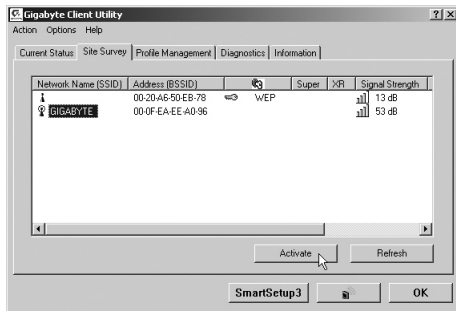 Gigabyte Client Utility
Action Options Help
Current Status Site Survey Profile Management Diagnostics Information
Network Name (SSID) Address (BSSID) Super XR Signal Strength
00-20-A6-50-EB-78 WEP 13 dB
GIGABYTE 00-0F-EA-EE-A0-96 53 dB
Activate Refresh
SmartSetup3 OK